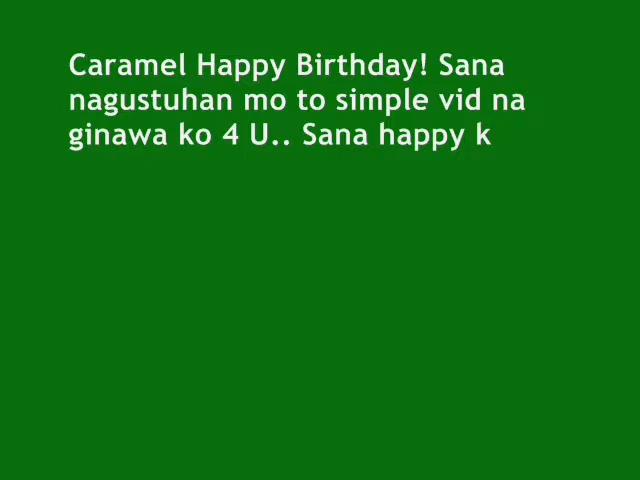 Caramel Happy Birthday! Sana
nagustuhan mo to simple vid na
ginawa ko 4 U.. Sana happy k